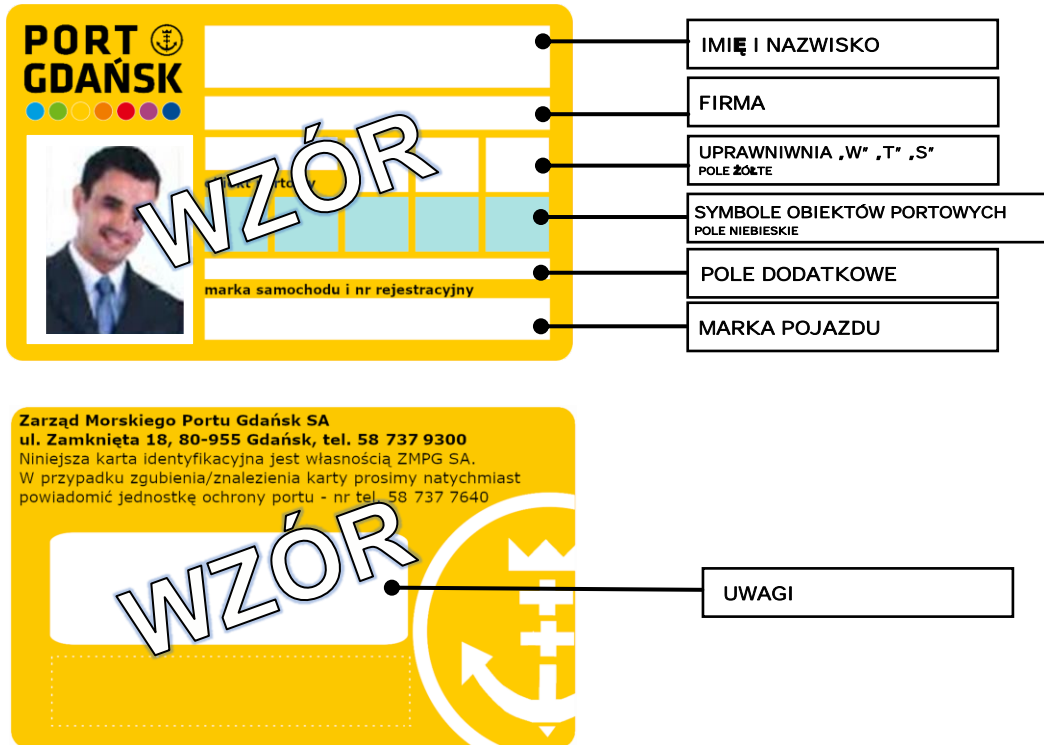 PORT
GDAŃSK
IMIĘ I NAZWISKO
FIRMA
UPRAWNIWNIA „W" „T" „S"
POLE ŻÓŁTE
WZÓR
obiekt portowy
SYMBOLE OBIEKTÓW PORTOWYCH
POLE NIEBIESKIE
POLE DODATKOWE
marka samochodu i nr rejestracyjny
MARKA POJAZDU
Zarząd Morskiego Portu Gdańsk SA
ul. Zamknięta 18, 80-955 Gdańsk, tel. 58 737 9300
Niniejsza karta identyfikacyjna jest własnością ZMPG SA.
W przypadku zgubienia/znalezienia karty prosimy natychmiast
powiadomić jednostkę ochrony portu - nr tel. 58 737 7640
WZÓR
UWAGI